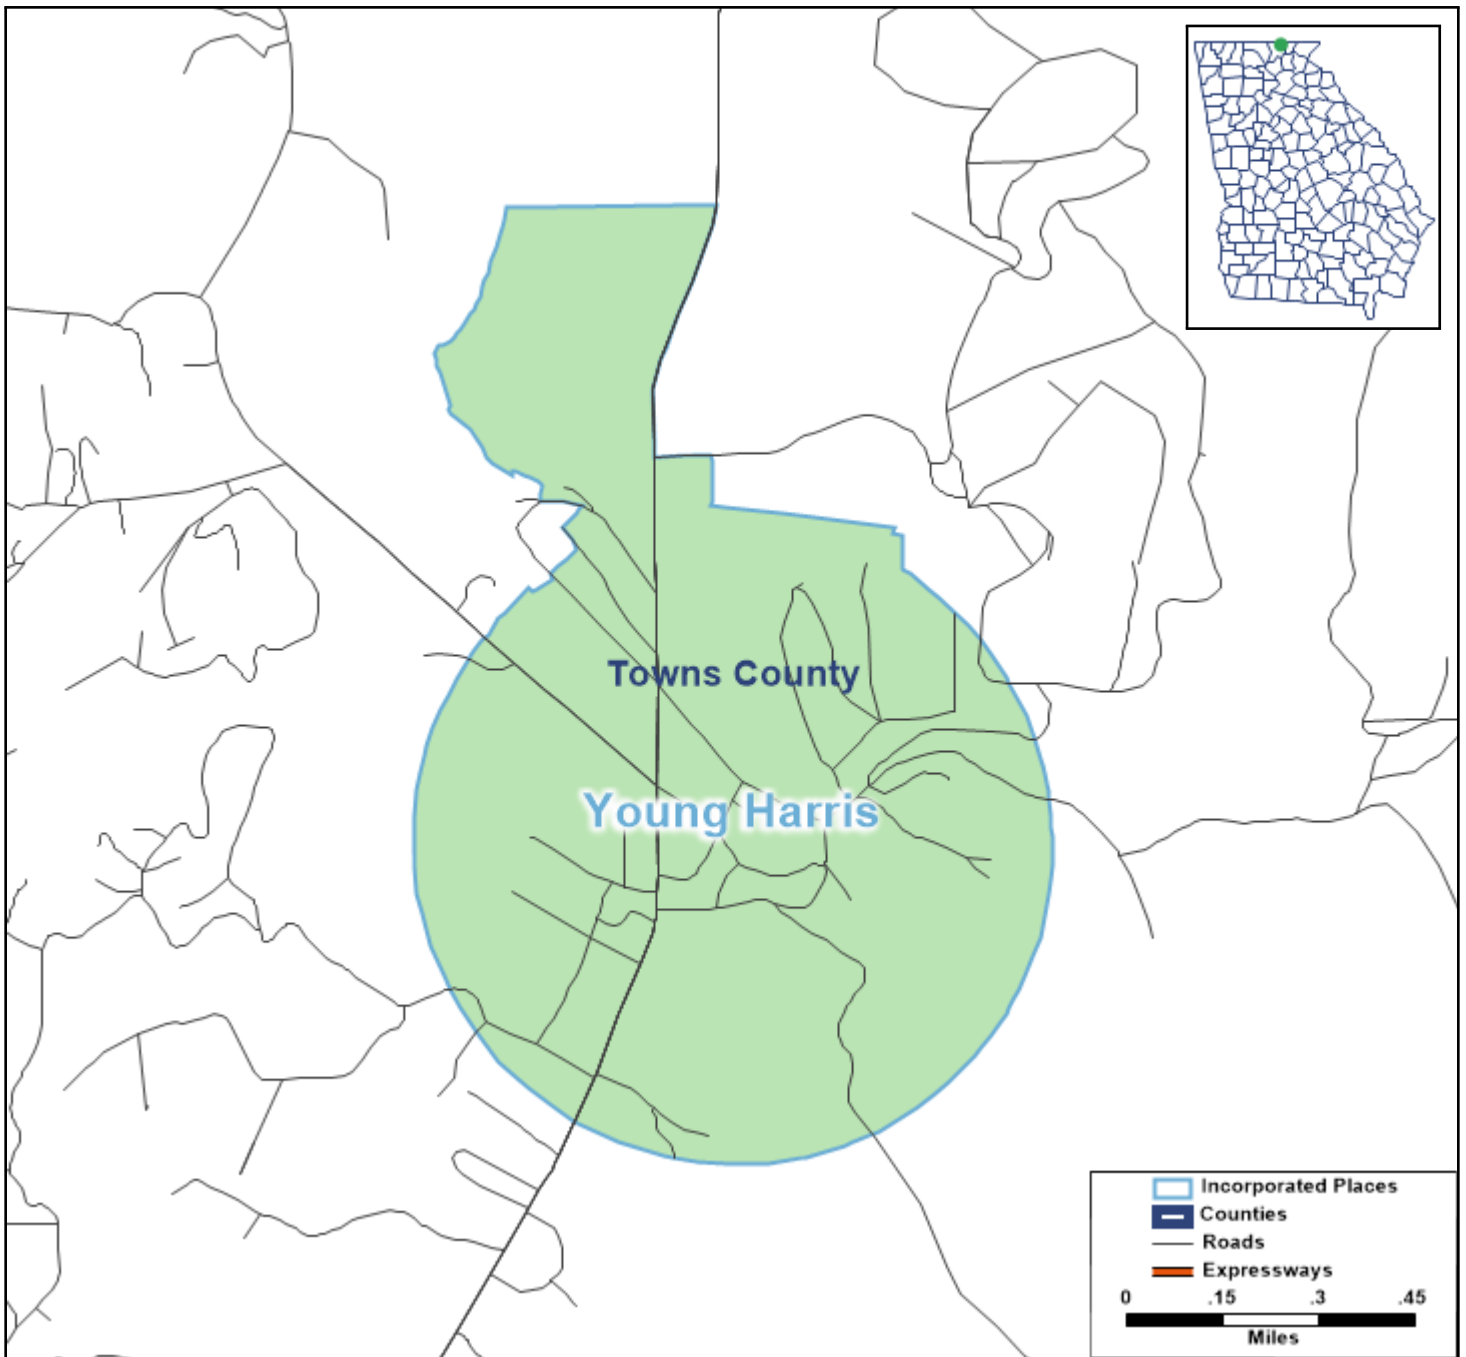 Towns County
Young Harris
Incorporated Places
Counties
Roads
Expressways
0 .15 .3 .45
Miles